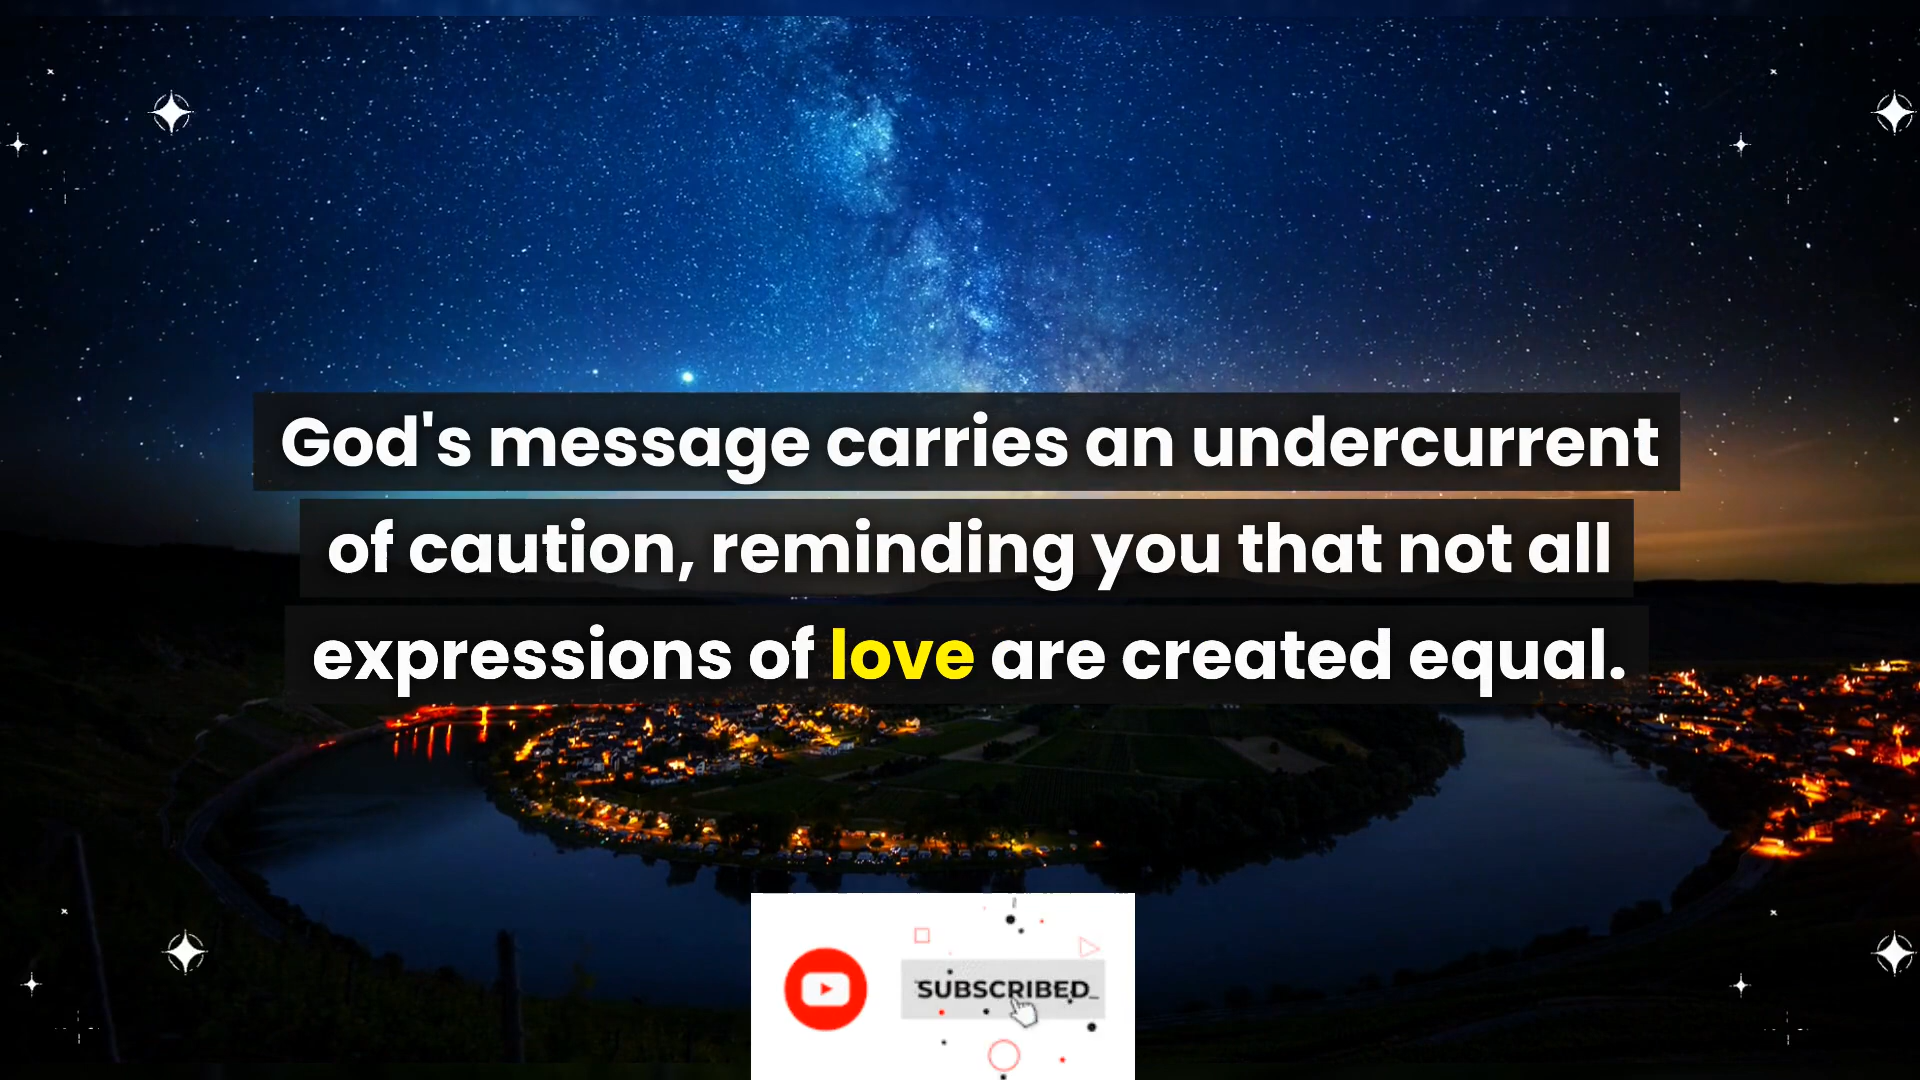 God's message carries an undercurrent
of caution, reminding you that not all
expressions of love are created equal.
SUBSCRIBED